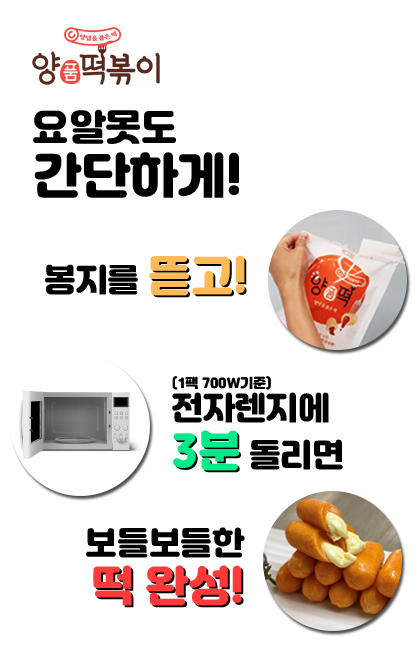 양념을 품은 떡
양품떡볶이
요알못도
간단하게!
봉지를 뜯고!
양품떡
(1팩 700W기준)
전자렌지에
3분 돌리면
보들보들한
떡 완성!